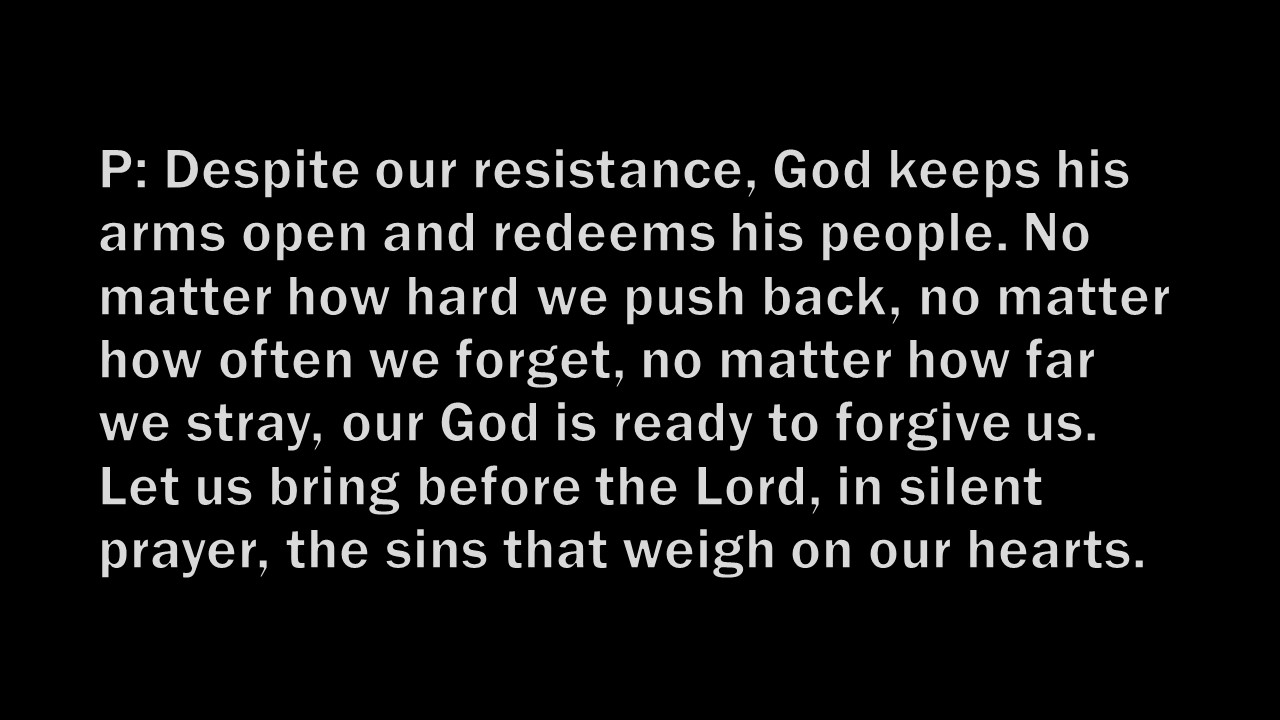 P: Despite our resistance, God keeps his
arms open and redeems his people. No
matter how hard we push back, no matter
how often we forget, no matter how far
we stray, our God is ready to forgive us.
Let us bring before the Lord, in silent
prayer, the sins that weigh on our hearts.